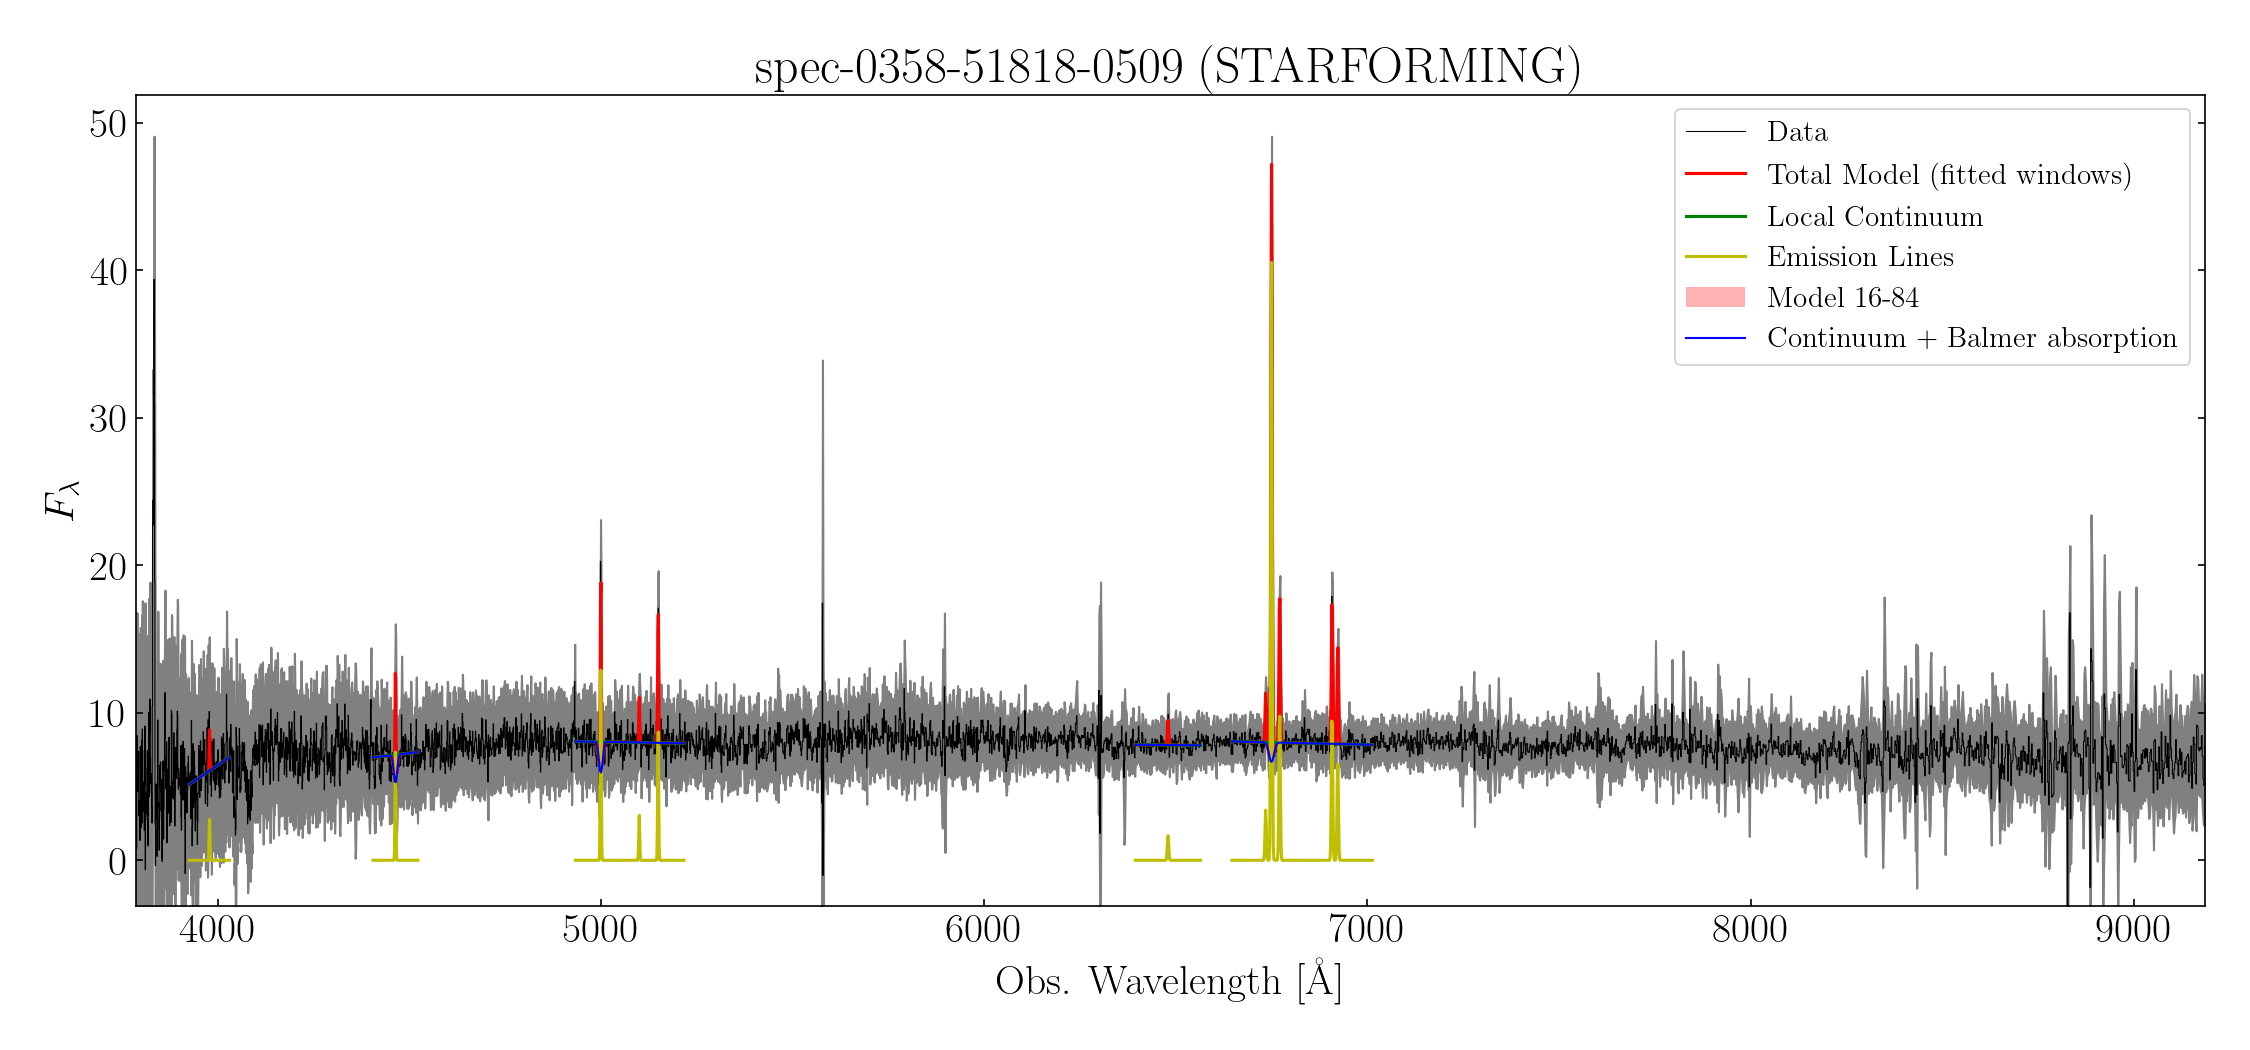 spec-0358-51818-0509 (STARFORMING)
50
40
30
20
10
0
F_λ
Data
Total Model (fitted windows)
Local Continuum
Emission Lines
Model 16-84
Continuum + Balmer absorption
4000 5000 6000 7000 8000 9000
Obs. Wavelength [Å]